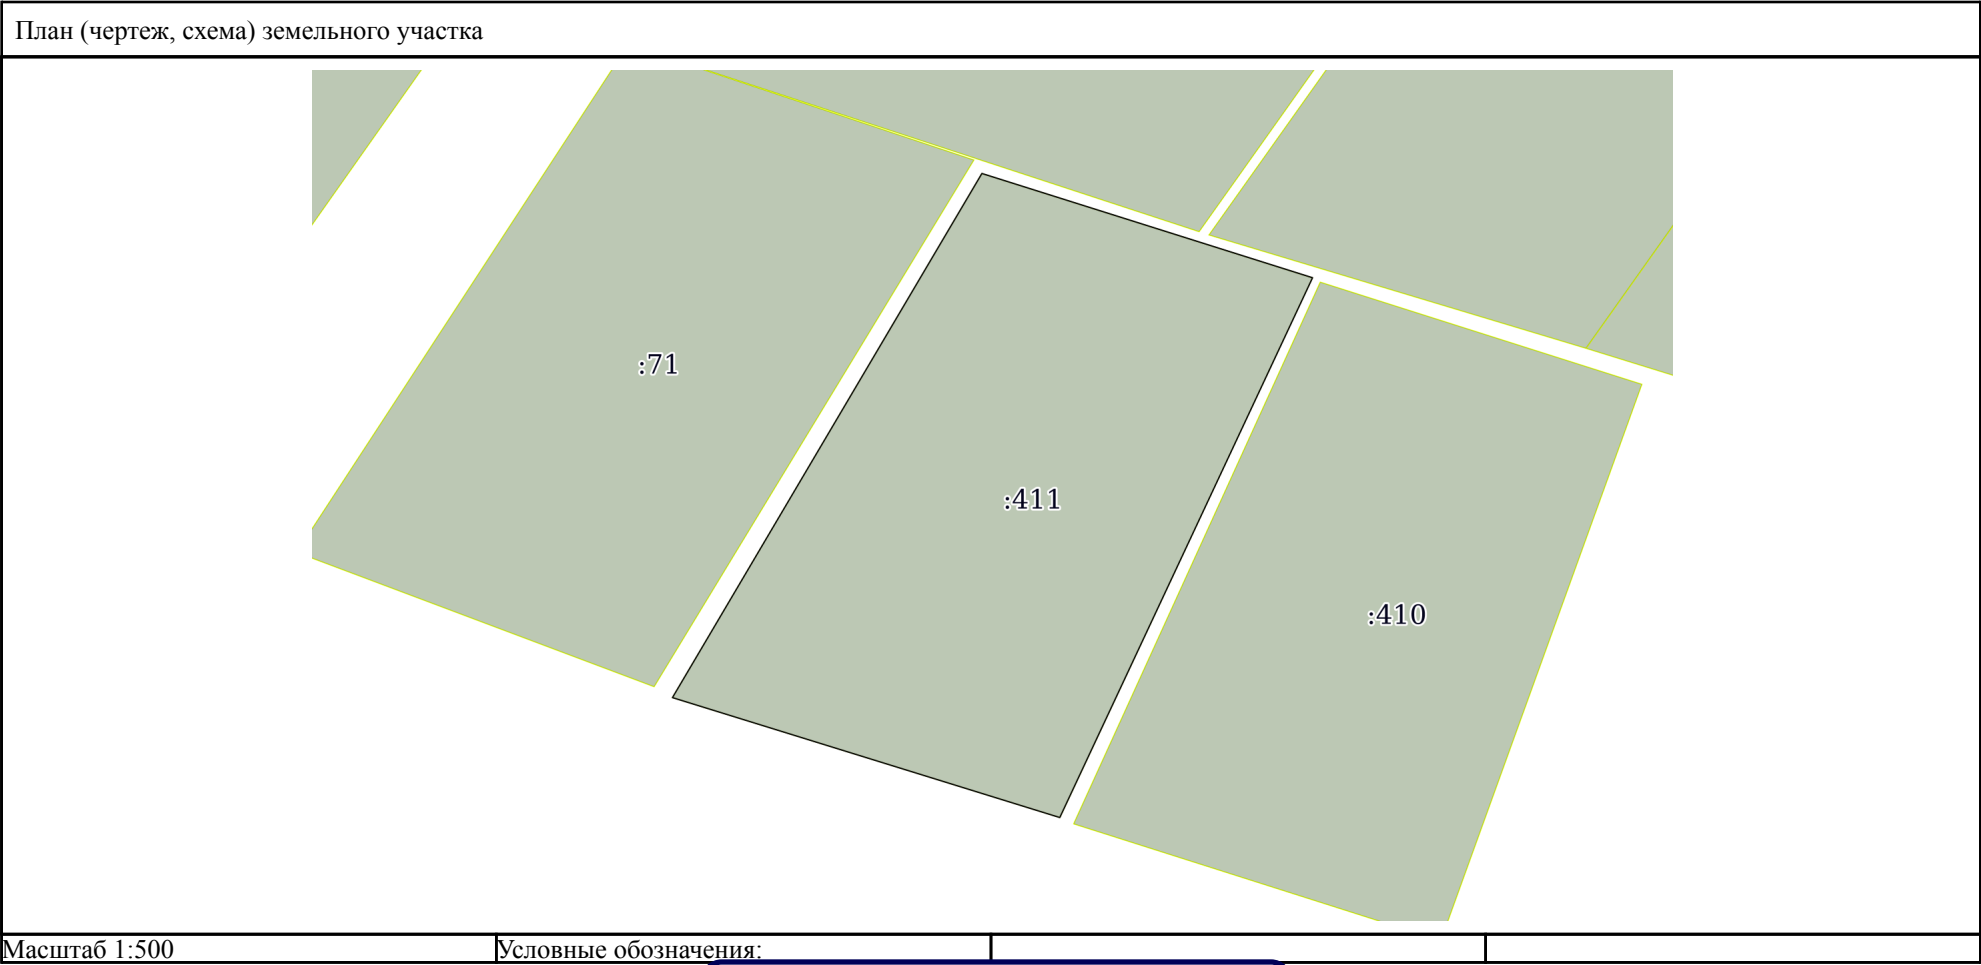 План (чертеж, схема) земельного участка
:71
:411
:410
Масштаб 1:500
Условные обозначения: